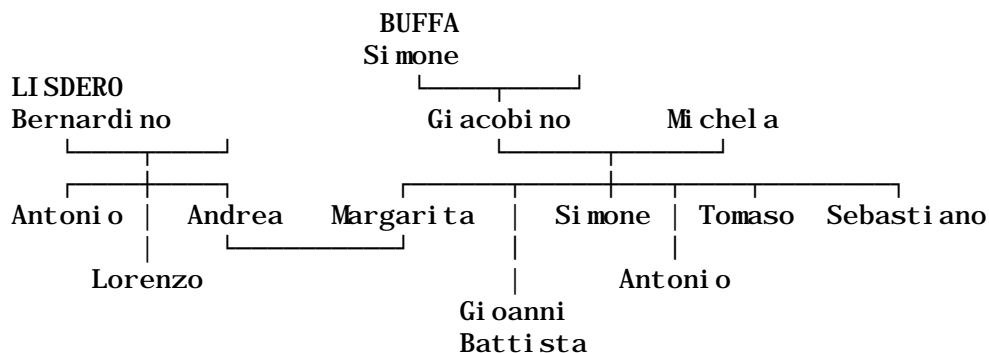 BUFFA
Simone
LISDERO
Bernardino Giacobino Michela
Antonio Andrea Margarita Simone Tomaso Sebastiano
Lorenzo Antonio
Gioanni
Battista